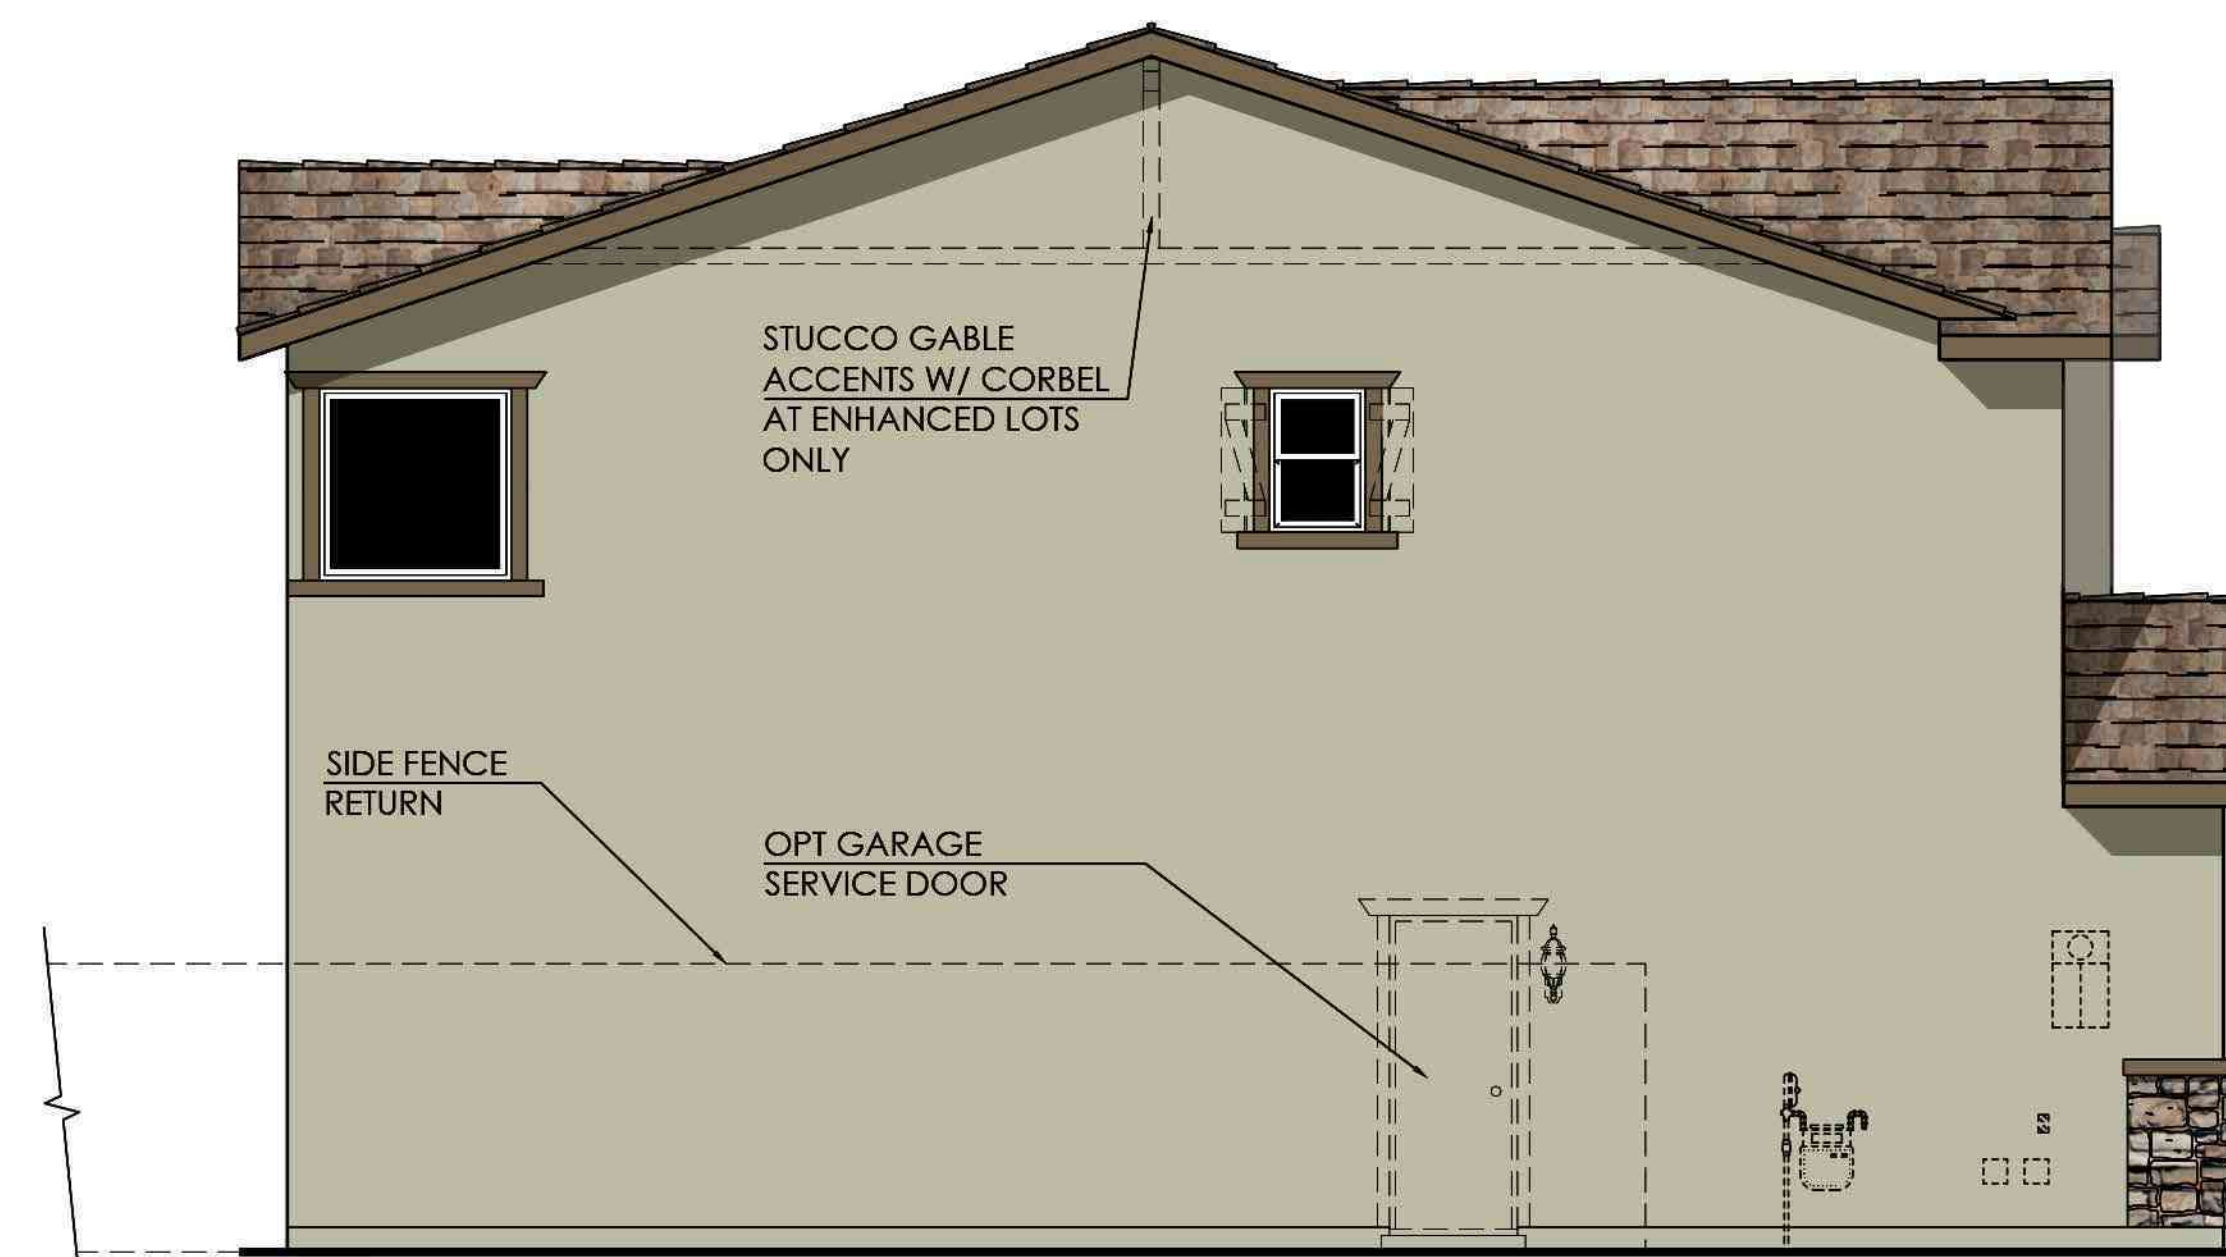 STUCCO GABLE
ACCENTS W/ CORBEL
AT ENHANCED LOTS
ONLY
SIDE FENCE
RETURN
OPT GARAGE
SERVICE DOOR